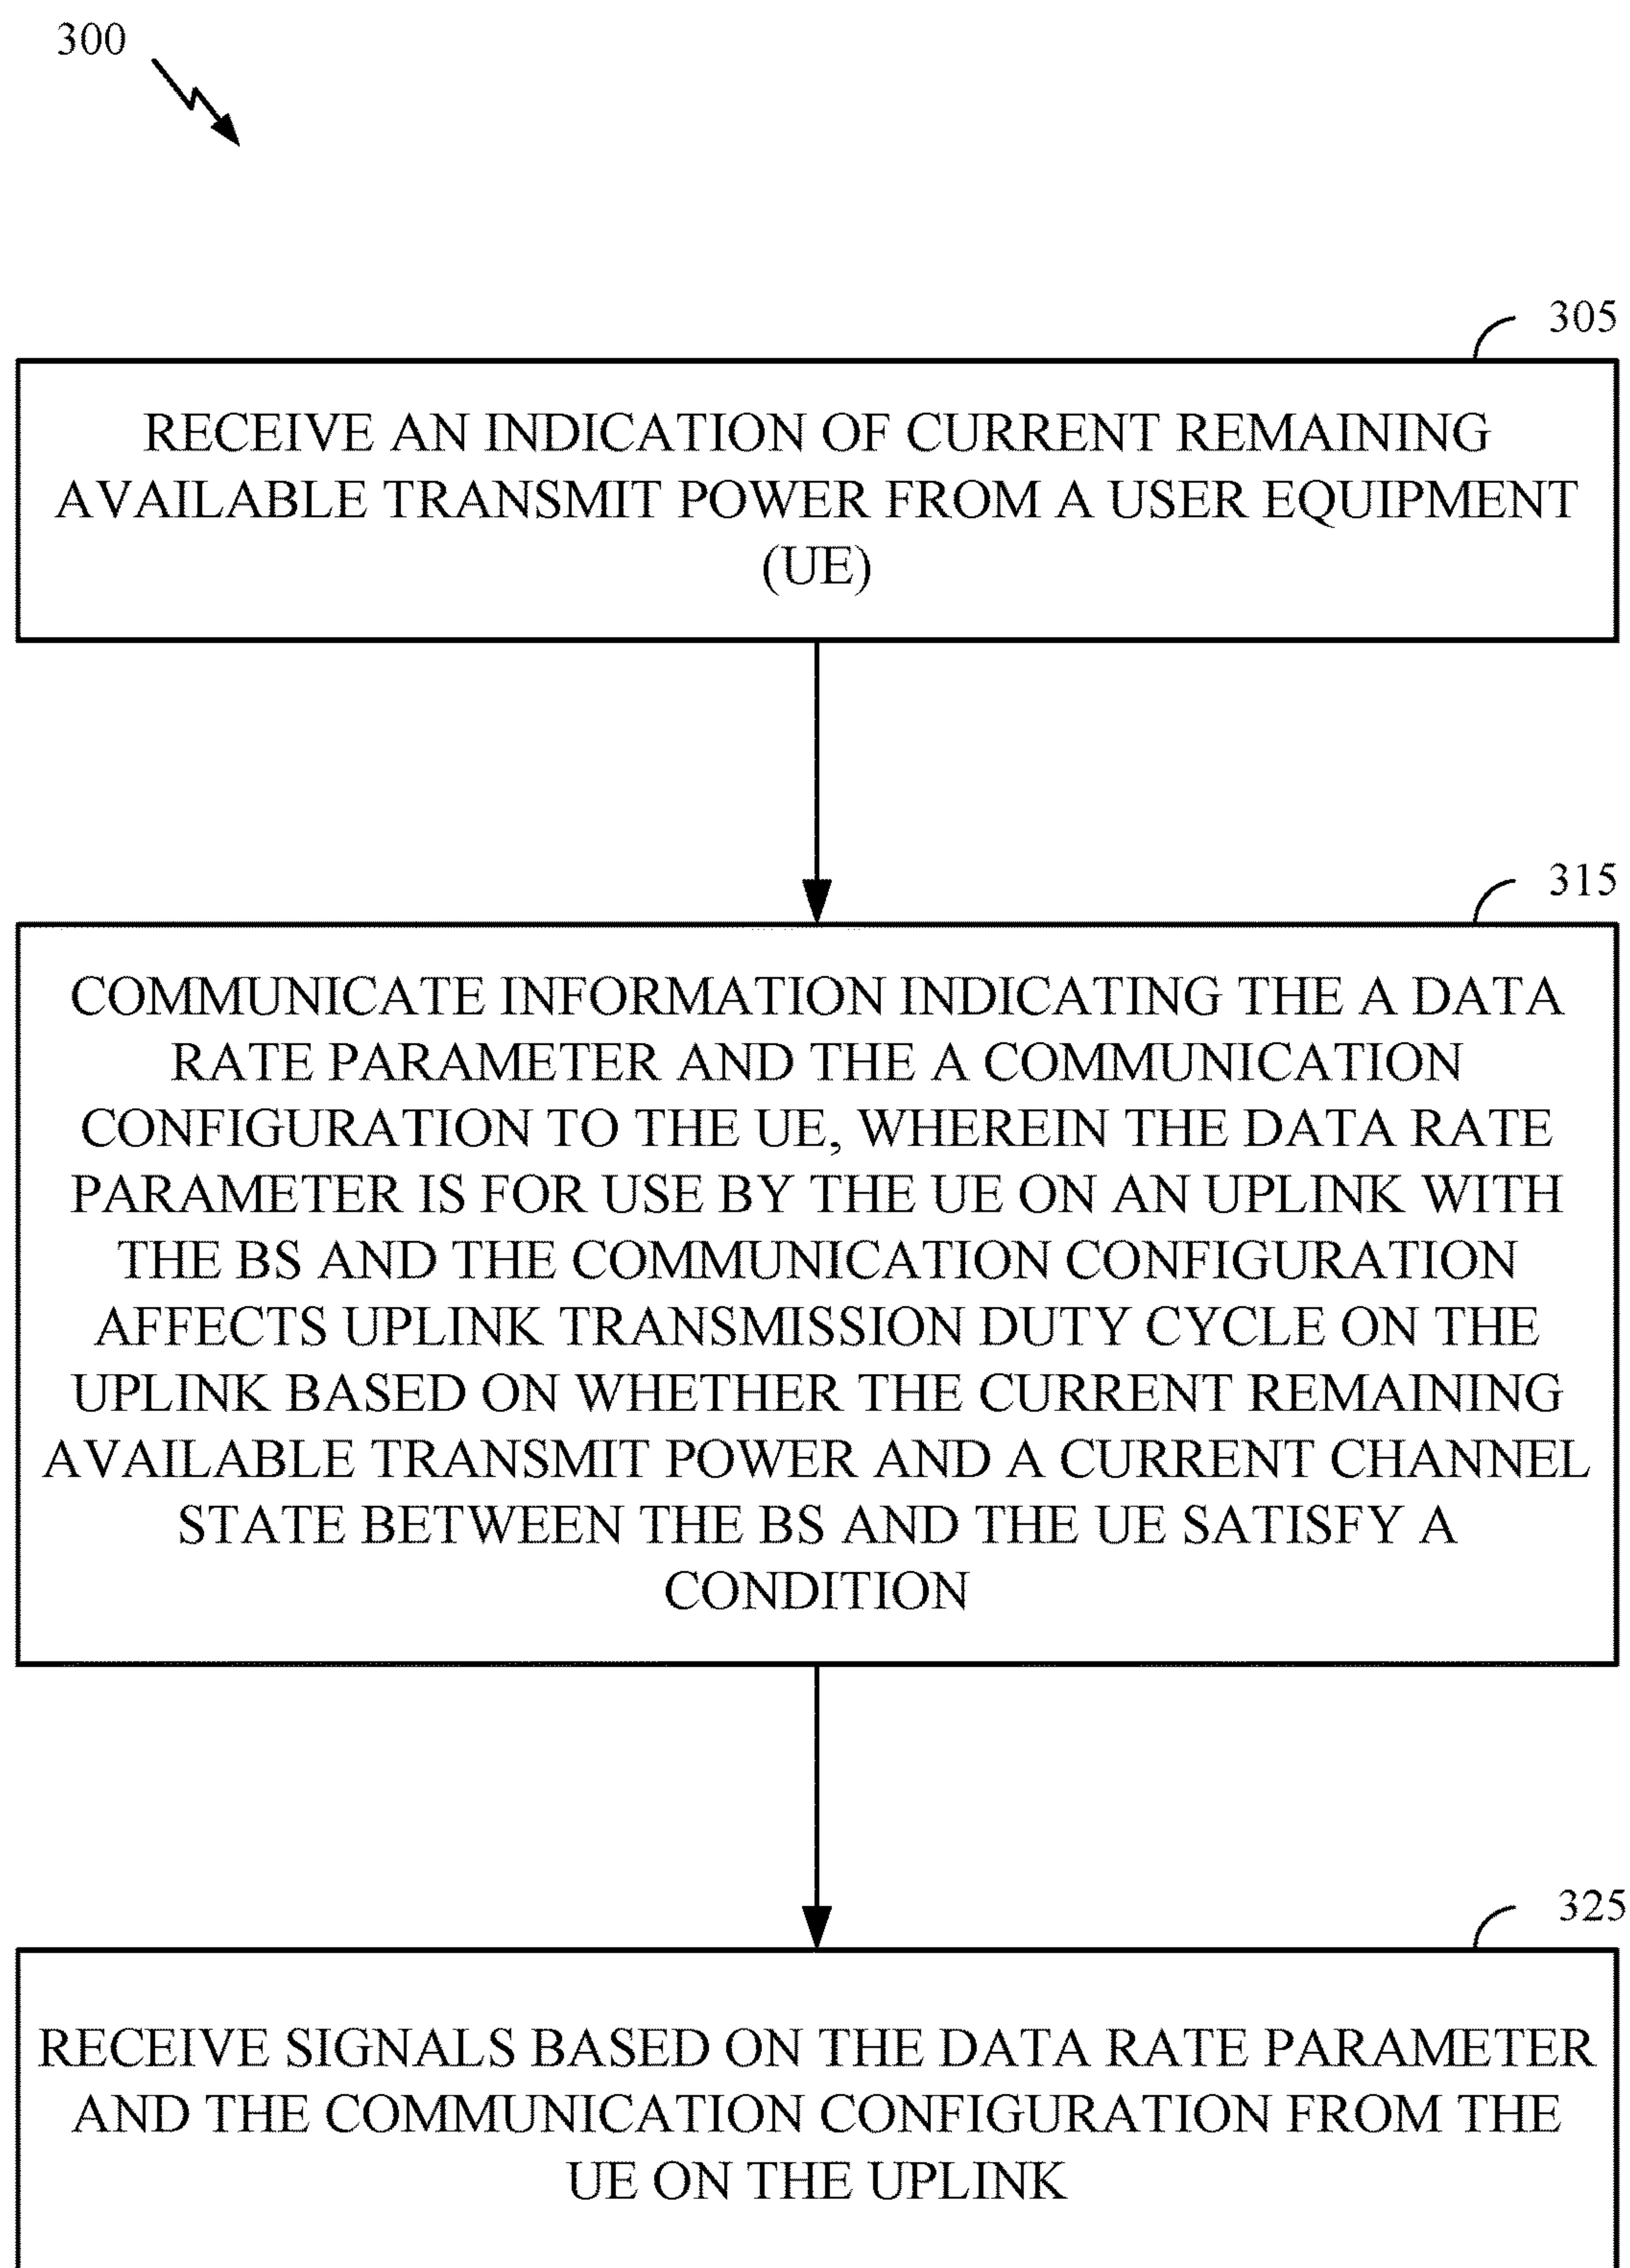 300
305
RECEIVE AN INDICATION OF CURRENT REMAINING
AVAILABLE TRANSMIT POWER FROM A USER EQUIPMENT
(UE)
315
COMMUNICATE INFORMATION INDICATING THE A DATA
RATE PARAMETER AND THE A COMMUNICATION
CONFIGURATION TO THE UE, WHEREIN THE DATA RATE
PARAMETER IS FOR USE BY THE UE ON AN UPLINK WITH
THE BS AND THE COMMUNICATION CONFIGURATION
AFFECTS UPLINK TRANSMISSION DUTY CYCLE ON THE
UPLINK BASED ON WHETHER THE CURRENT REMAINING
AVAILABLE TRANSMIT POWER AND A CURRENT CHANNEL
STATE BETWEEN THE BS AND THE UE SATISFY A
CONDITION
325
RECEIVE SIGNALS BASED ON THE DATA RATE PARAMETER
AND THE COMMUNICATION CONFIGURATION FROM THE
UE ON THE UPLINK